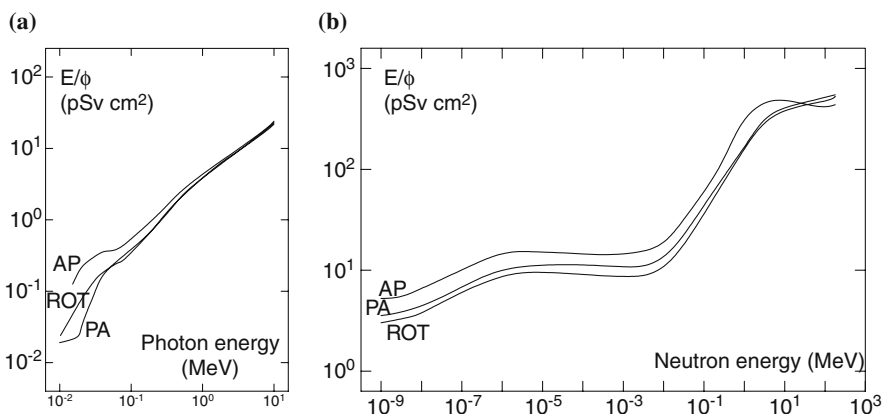 (a)
E/ϕ
(pSv cm²)
10²
10¹
10⁰
10⁻¹
10⁻²
AP
ROT
PA
Photon energy
(MeV)
10⁻² 10⁻¹ 10⁰ 10¹
(b)
E/ϕ
(pSv cm²)
10³
10²
10¹
10⁰
AP
PA
ROT
Neutron energy (MeV)
10⁻⁹ 10⁻⁷ 10⁻⁵ 10⁻³ 10⁻¹ 10¹ 10³